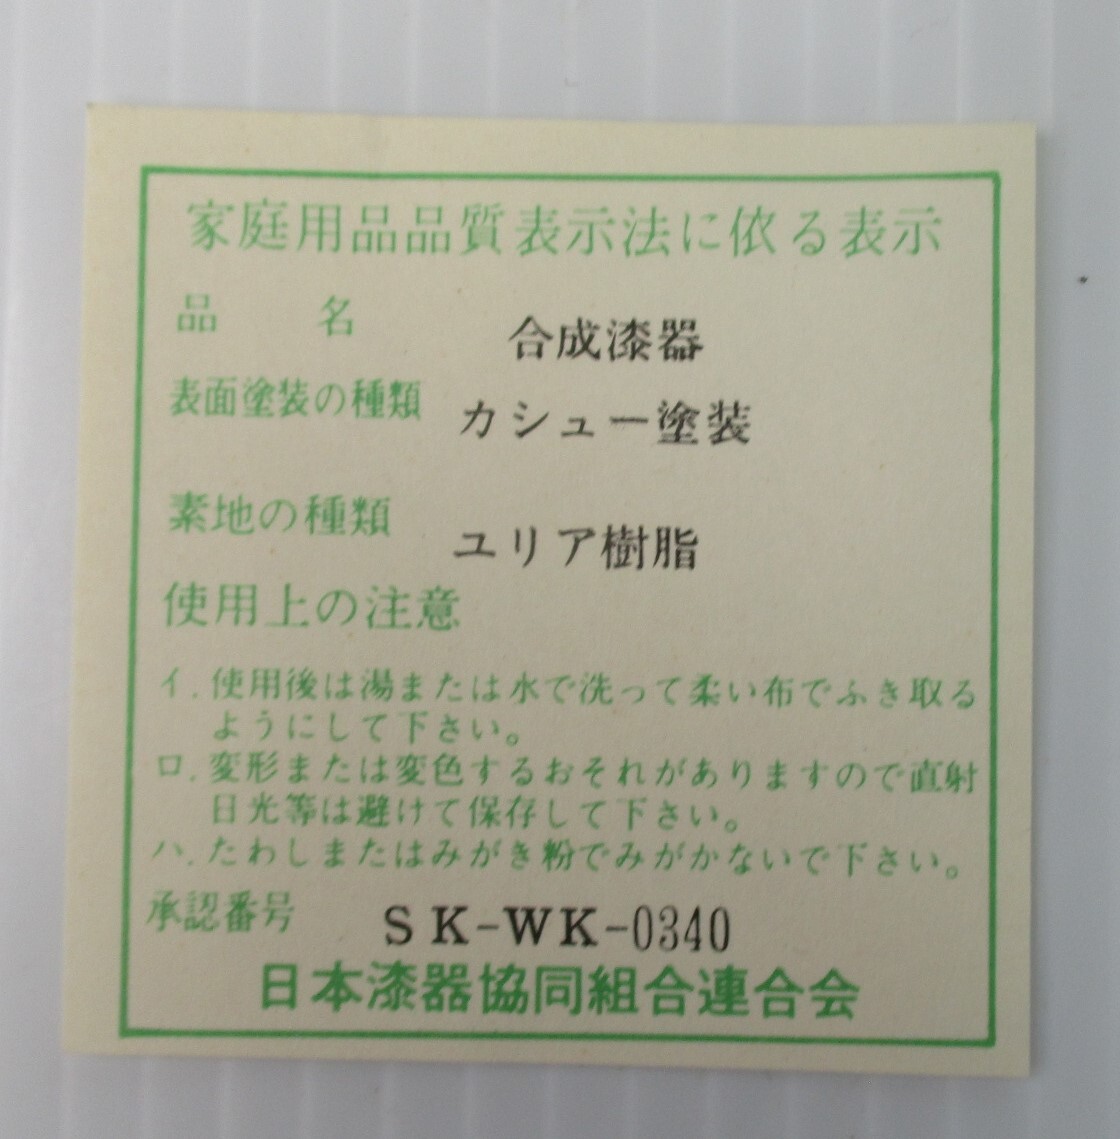 家庭用品品質表示法に依る表示
品 名 合成漆器
表面塗装の種類 カシュー塗装
素地の種類 ユリア樹脂
使用上の注意
イ.使用後は湯または水で洗って柔い布でふき取る
ようにして下さい。
ロ.変形または変色するおそれがありますので直射
日光等は避けて保存して下さい。
ハ.たわしまたはみがき粉でみがかないで下さい。
承認番号 SK-WK-0340
日本漆器協同組合連合会